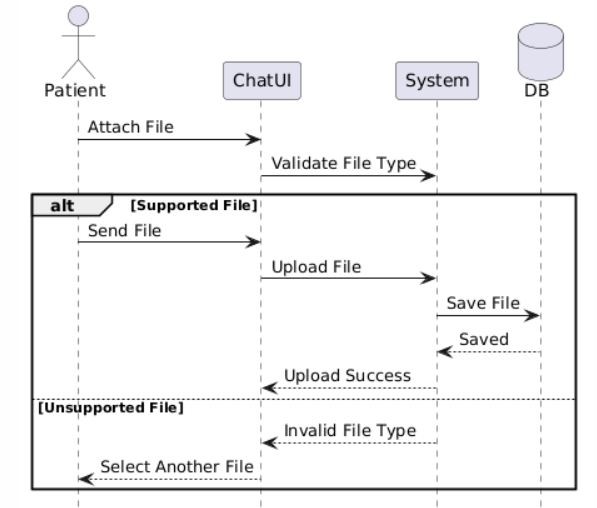 Patient
ChatUI
System
DB
Attach File
Validate File Type
alt
[Supported File]
Send File
Upload File
Save File
Saved
Upload Success
[Unsupported File]
Invalid File Type
Select Another File